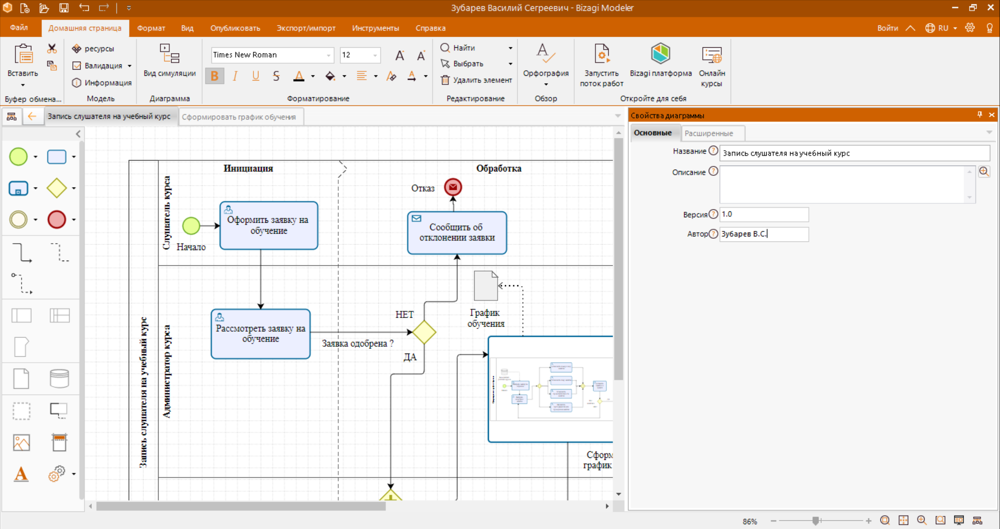 Зубарев Василий Сегреевич - Bizagi Modeler
Файл
Домашняя страница
Формат
Вид
Опубликовать
Экспорт/импорт
Инструменты
Справка
Войти
RU
Вставить
Буфер обмена...
ресурсы
Валидация
Информация
Модель
Вид симуляции
Диаграмма
Times New Roman
12
A
A
B I U S A A
Форматирование
Найти
Выбрать
Удалить элемент
Редактирование
Орфография
Обзор
Запустить
поток работ
Bizagi платформа
Онлайн
курсы
Откройте для себя
Запись слушателя на учебный курс
Сформировать график обучения
Свойства диаграммы
Основные
Расширенные
Название
Запись слушателя на учебный курс
Описание
Версия
1.0
Автор
Зубарев В.С.
Инициация
Обработка
Слушатель курса
Начало
Оформить заявку на
обучение
Отказ
Сообщить об
отклонении заявки
Запись слушателя на учебный курс
Администратор курса
Рассмотреть заявку на
обучение
Заявка одобрена ?
НЕТ
ДА
График
обучения
Сформ
график
A
86%